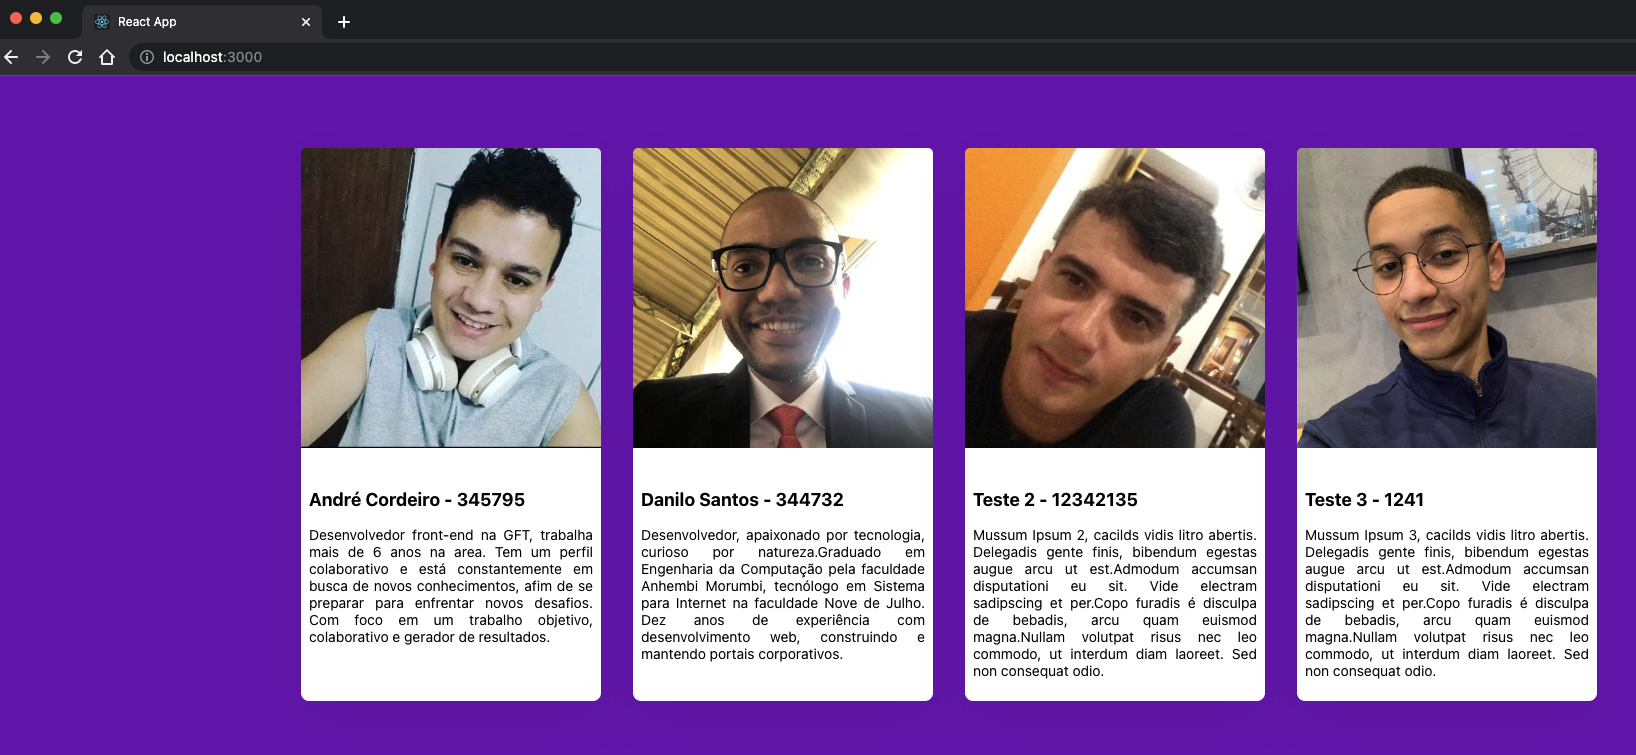 React App
localhost:3000
André Cordeiro - 345795
Desenvolvedor front-end na GFT, trabalha
mais de 6 anos na area. Tem um perfil
colaborativo e está constantemente em
busca de novos conhecimentos, afim de se
preparar para enfrentar novos desafios.
Com foco em um trabalho objetivo,
colaborativo e gerador de resultados.
Danilo Santos - 344732
Desenvolvedor, apaixonado por tecnologia,
curioso por natureza.Graduado em
Engenharia da Computação pela faculdade
Anhembi Morumbi, tecnólogo em Sistema
para Internet na faculdade Nove de Julho.
Dez anos de experiência com
desenvolvimento web, construindo e
mantendo portais corporativos.
Teste 2 - 12342135
Mussum Ipsum 2, cacilds vidis litro abertis.
Delegadis gente finis, bibendum egestas
augue arcu ut est.Admodum accumsan
disputationi eu sit. Vide electram
sadipscing et per.Copo furadis é disculpa
de bebadis, arcu quam euismod
magna.Nullam volutpat risus nec leo
commodo, ut interdum diam laoreet. Sed
non consequat odio.
Teste 3 - 1241
Mussum Ipsum 3, cacilds vidis litro abertis.
Delegadis gente finis, bibendum egestas
augue arcu ut est.Admodum accumsan
disputationi eu sit. Vide electram
sadipscing et per.Copo furadis é disculpa
de bebadis, arcu quam euismod
magna.Nullam volutpat risus nec leo
commodo, ut interdum diam laoreet. Sed
non consequat odio.